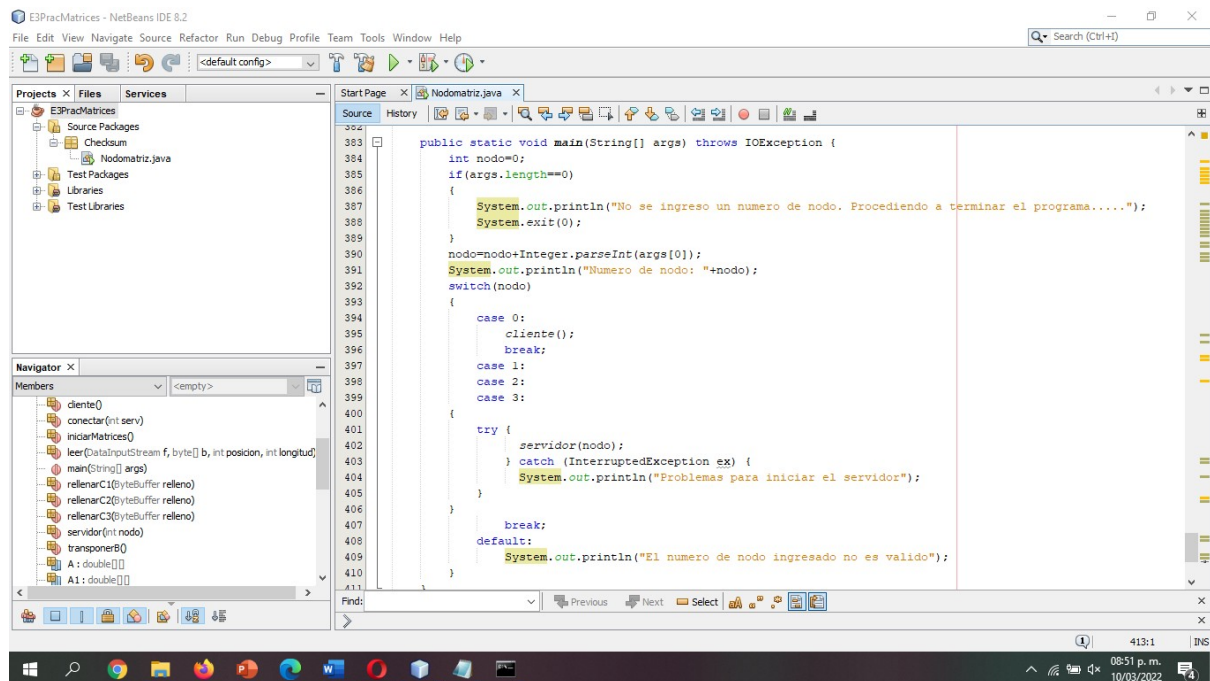 E3PracMatrices - NetBeans IDE 8.2
File Edit View Navigate Source Refactor Run Debug Profile Team Tools Window Help
Search (Ctrl+I)
<default config>
Projects Files Services
E3PracMatrices
Source Packages
Checksum
Nodomatriz.java
Test Packages
Libraries
Test Libraries
Navigator
Members <empty>
cliente()
conectar(int serv)
iniciarMatrices()
leer(DataInputStream f, byte[] b, int posicion, int longitud)
main(String[] args)
rellenarC1(ByteBuffer relleno)
rellenarC2(ByteBuffer relleno)
rellenarC3(ByteBuffer relleno)
servidor(int nodo)
transponerB()
A : double[][]
A1 : double[][]
Start Page Nodomatriz.java
Source History
382
383 public static void main(String[] args) throws IOException {
384 int nodo=0;
385 if(args.length==0)
386 {
387 System.out.println("No se ingreso un numero de nodo. Procediendo a terminar el programa.....");
388 System.exit(0);
389 }
390 nodo=nodo+Integer.parseInt(args[0]);
391 System.out.println("Numero de nodo: "+nodo);
392 switch(nodo)
393 {
394 case 0:
395 cliente();
396 break;
397 case 1:
398 case 2:
399 case 3:
400 {
401 try {
402 servidor(nodo);
403 } catch (InterruptedException ex) {
404 System.out.println("Problemas para iniciar el servidor");
405 }
406 }
407 break;
408 default:
409 System.out.println("El numero de nodo ingresado no es valido");
410 }
411 }
Find: Previous Next Select
1 413:1 INS
08:51 p. m.
10/03/2022
4